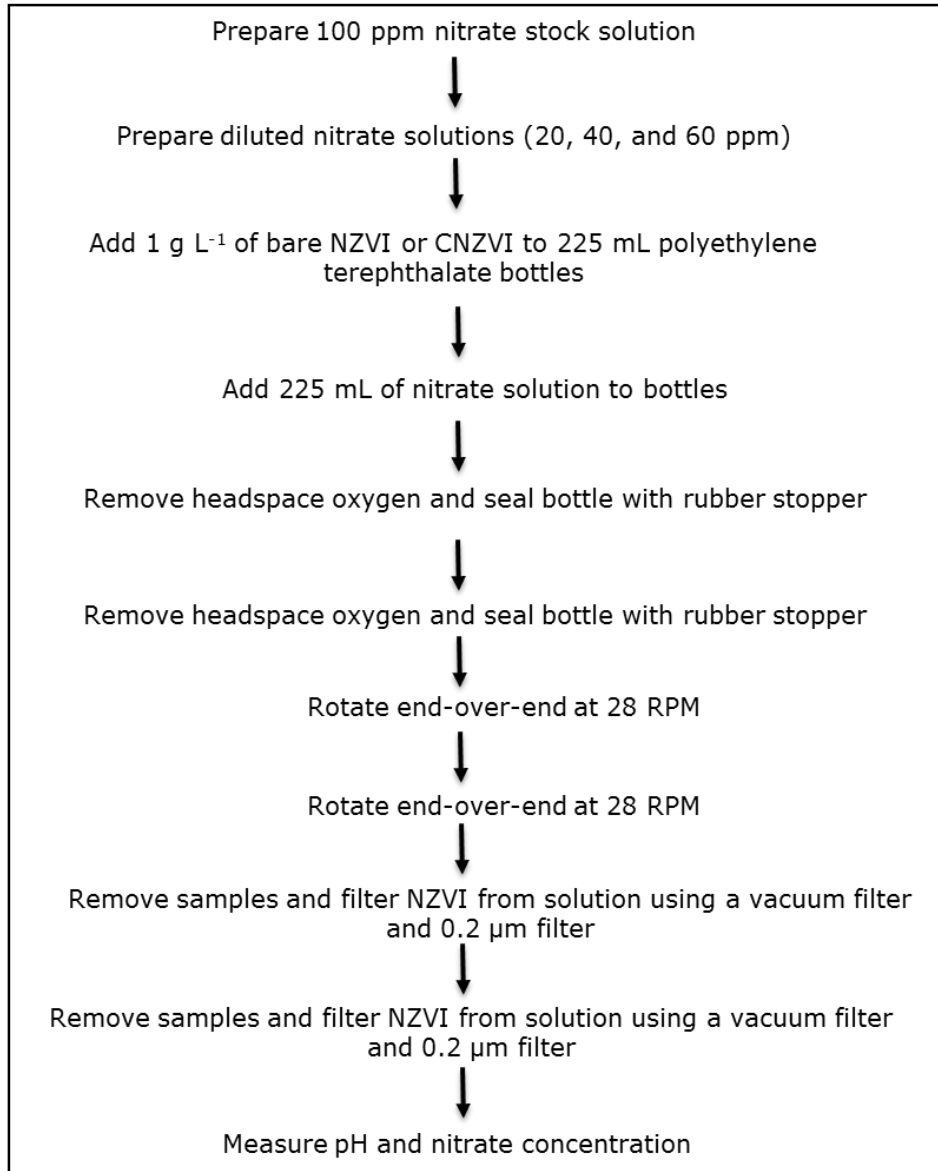 Prepare 100 ppm nitrate stock solution
Prepare diluted nitrate solutions (20, 40, and 60 ppm)
Add 1 g L⁻¹ of bare NZVI or CNZVI to 225 mL polyethylene
terephthalate bottles
Add 225 mL of nitrate solution to bottles
Remove headspace oxygen and seal bottle with rubber stopper
Remove headspace oxygen and seal bottle with rubber stopper
Rotate end-over-end at 28 RPM
Rotate end-over-end at 28 RPM
Remove samples and filter NZVI from solution using a vacuum filter
and 0.2 µm filter
Remove samples and filter NZVI from solution using a vacuum filter
and 0.2 µm filter
Measure pH and nitrate concentration